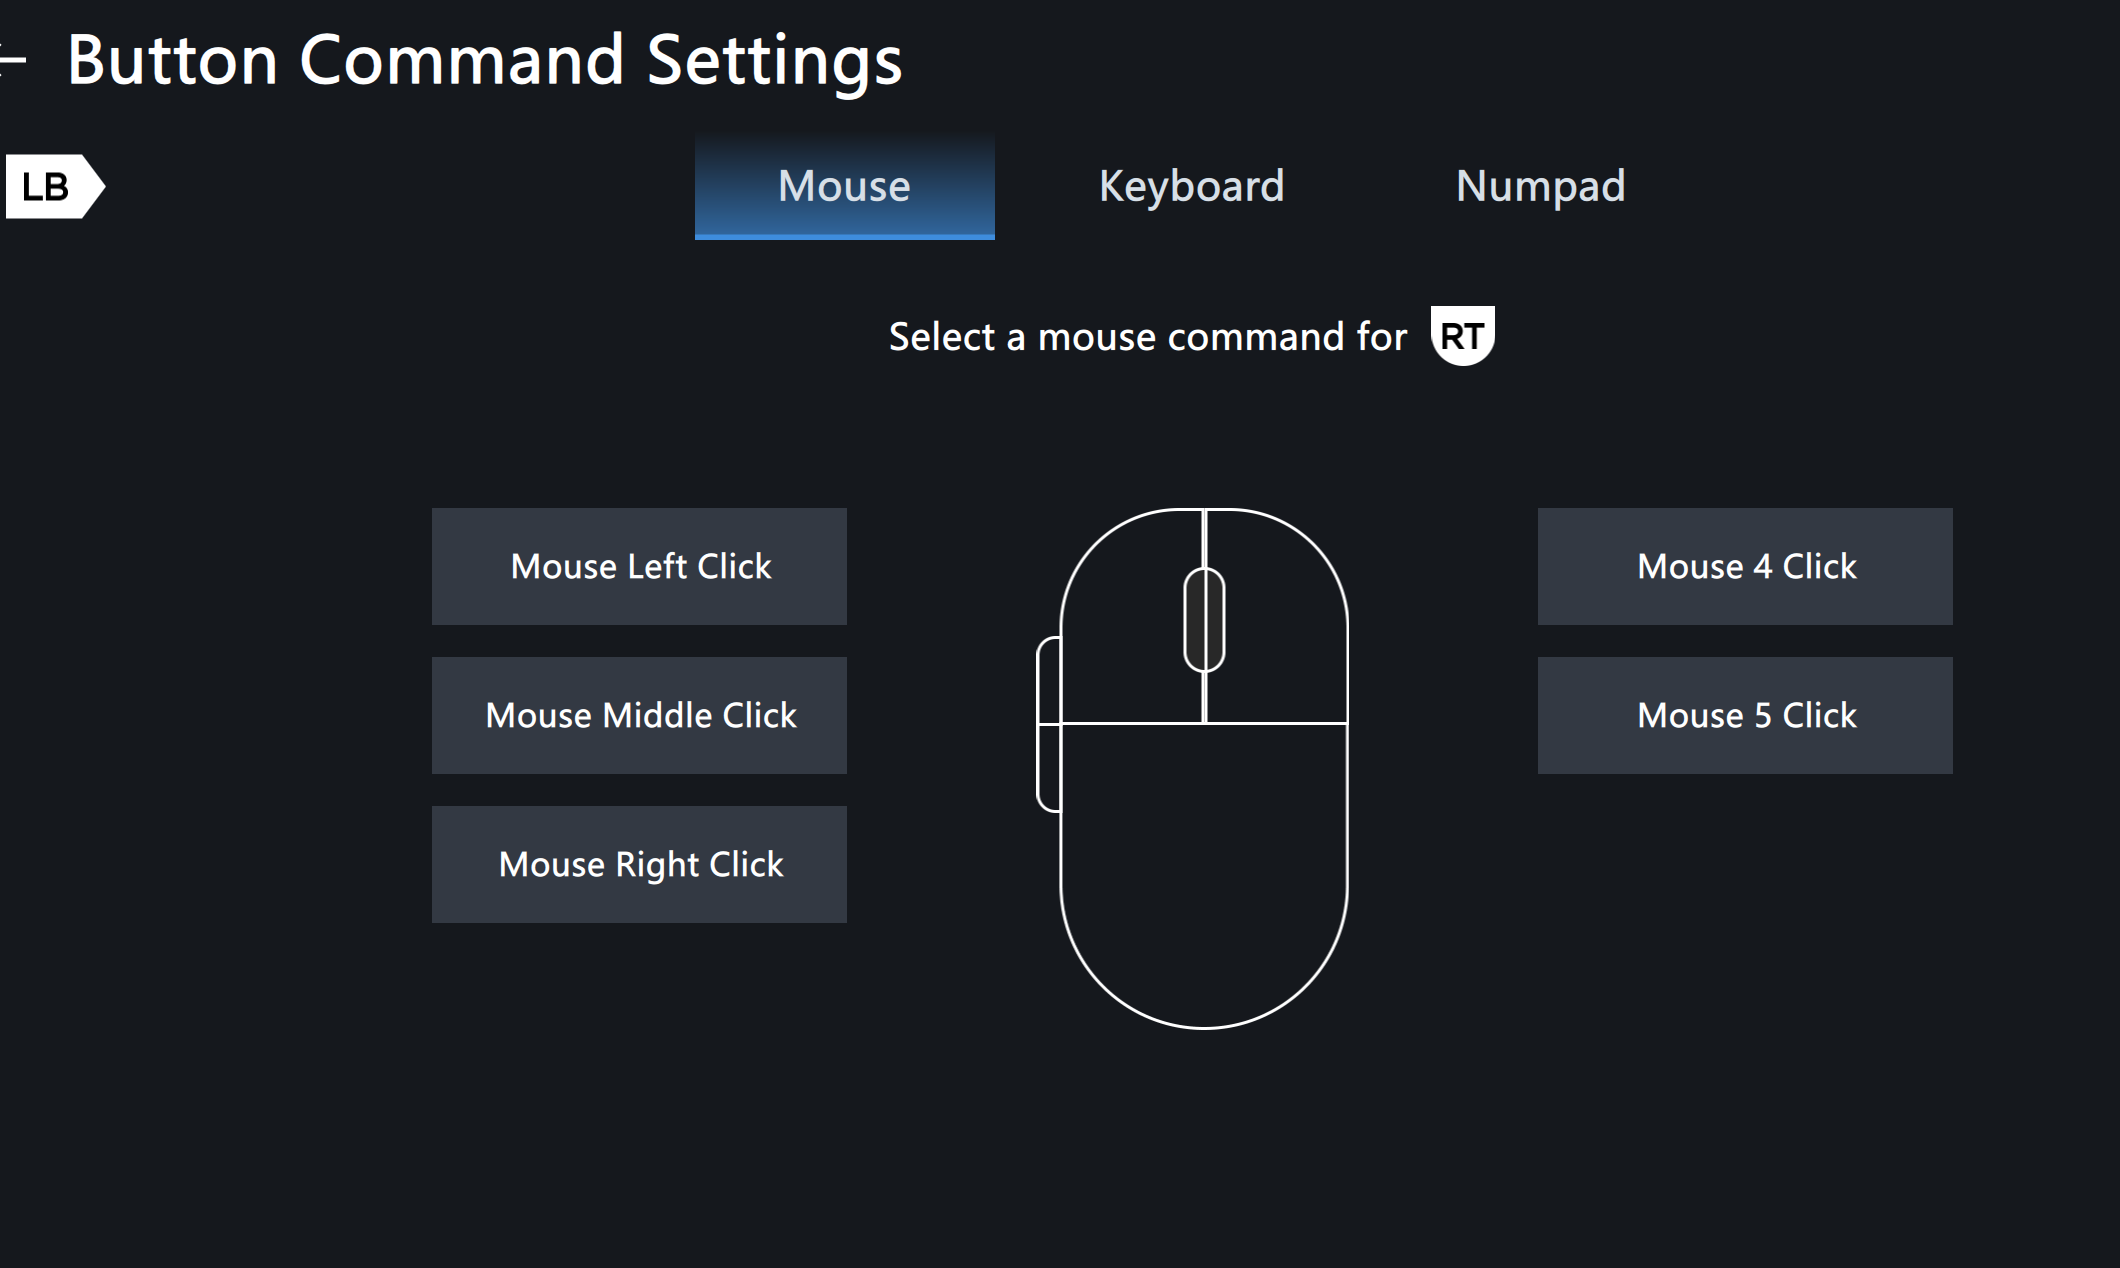 Button Command Settings
LB
Mouse Keyboard Numpad
Select a mouse command for RT
Mouse Left Click
Mouse Middle Click
Mouse Right Click
Mouse 4 Click
Mouse 5 Click